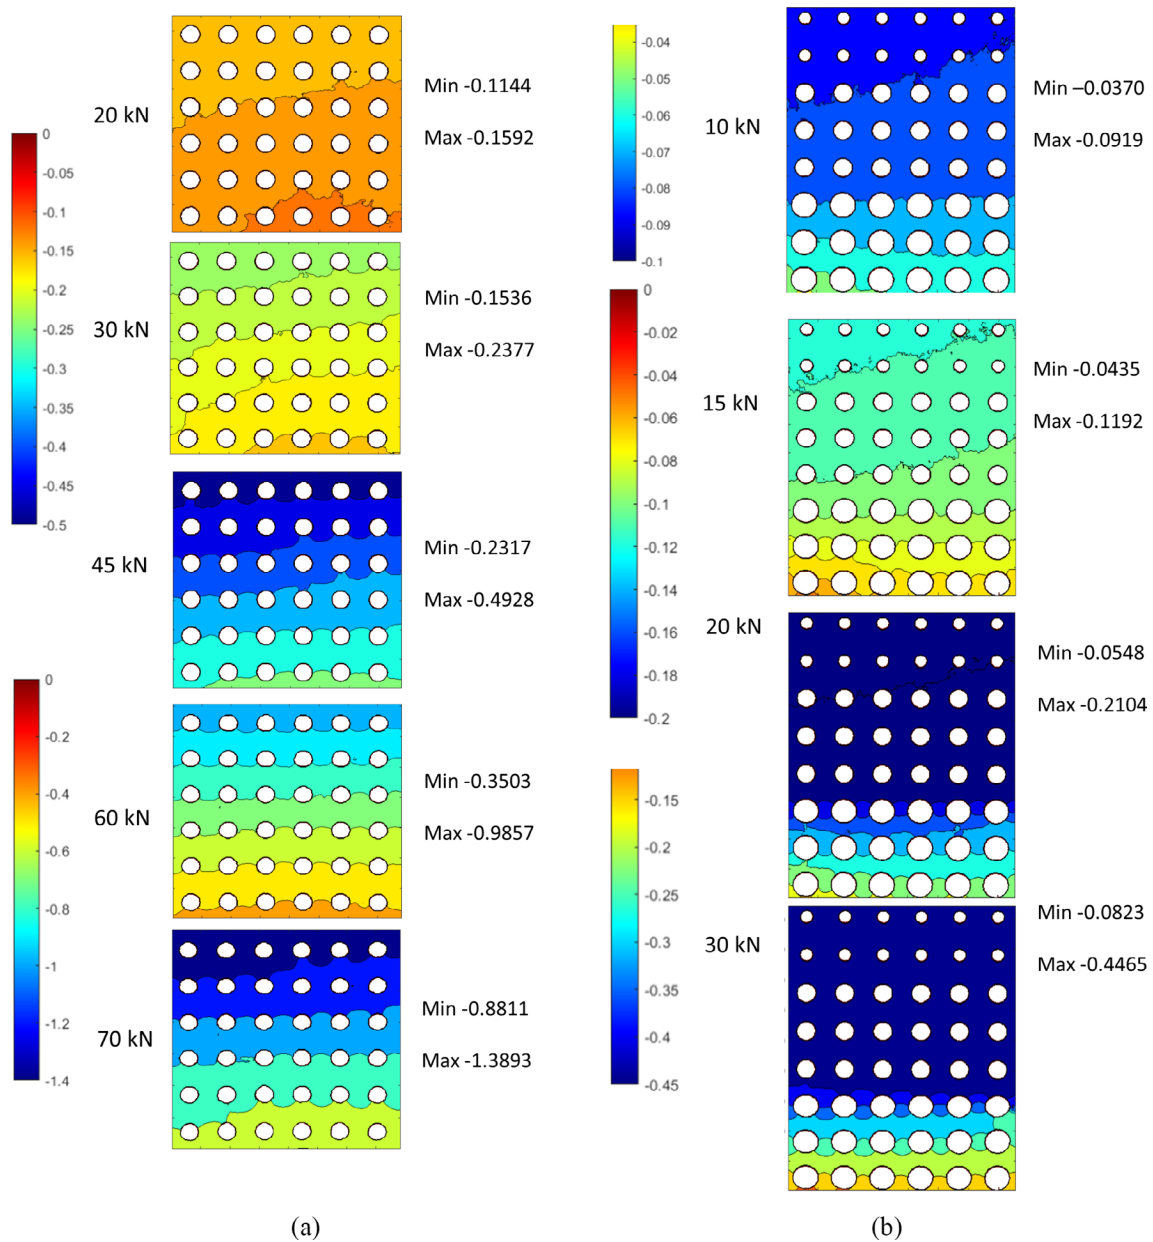 20 kN
Min -0.1144
Max -0.1592
0
-0.05
-0.1
-0.15
-0.2
-0.25
-0.3
-0.35
-0.4
-0.45
-0.5
30 kN
Min -0.1536
Max -0.2377
45 kN
Min -0.2317
Max -0.4928
0
-0.2
-0.4
-0.6
-0.8
-1
-1.2
-1.4
60 kN
Min -0.3503
Max -0.9857
70 kN
Min -0.8811
Max -1.3893
(a)
-0.04
-0.05
-0.06
-0.07
-0.08
-0.09
-0.1
10 kN
Min –0.0370
Max -0.0919
0
-0.02
-0.04
-0.06
-0.08
-0.1
-0.12
-0.14
-0.16
-0.18
-0.2
15 kN
Min -0.0435
Max -0.1192
20 kN
Min -0.0548
Max -0.2104
-0.15
-0.2
-0.25
-0.3
-0.35
-0.4
-0.45
30 kN
Min -0.0823
Max -0.4465
(b)